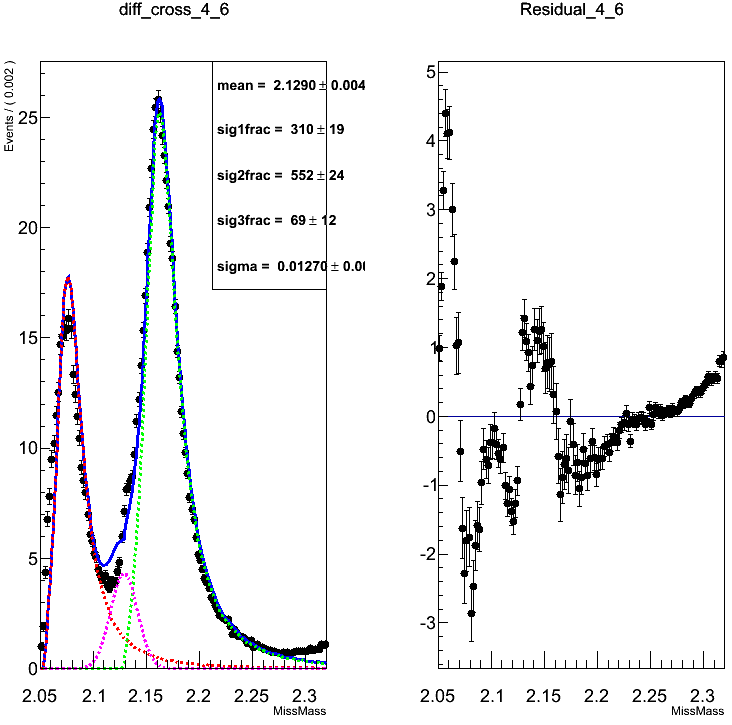 diff_cross_4_6
Events / ( 0.002 )
25
20
15
10
5
0
mean = 2.1290 ± 0.004
sig1frac = 310 ± 19
sig2frac = 552 ± 24
sig3frac = 69 ± 12
sigma = 0.01270 ± 0.00
2.05 2.1 2.15 2.2 2.25 2.3
MissMass
Residual_4_6
5
4
3
2
1
0
-1
-2
-3
2.05 2.1 2.15 2.2 2.25 2.3
MissMass